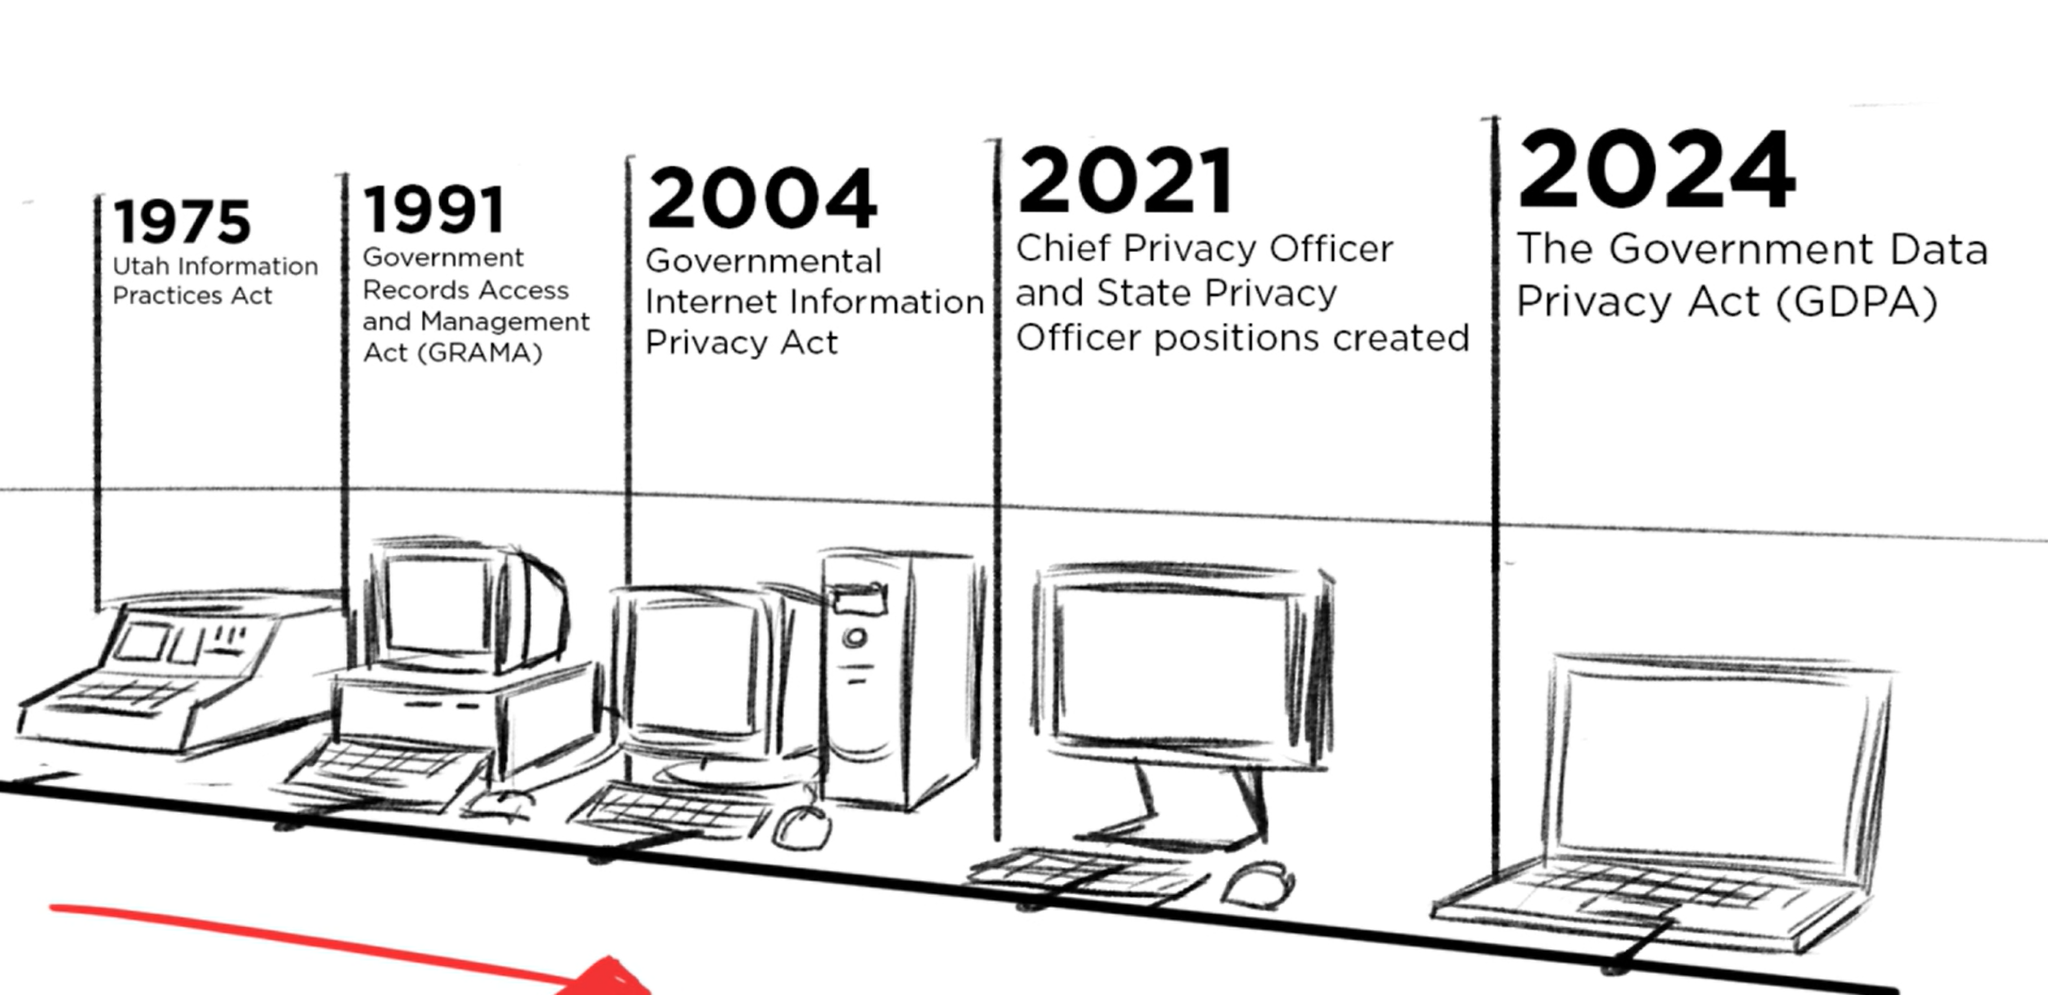 1975
Utah Information
Practices Act
1991
Government
Records Access
and Management
Act (GRAMA)
2004
Governmental
Internet Information
Privacy Act
2021
Chief Privacy Officer
and State Privacy
Officer positions created
2024
The Government Data
Privacy Act (GDPA)